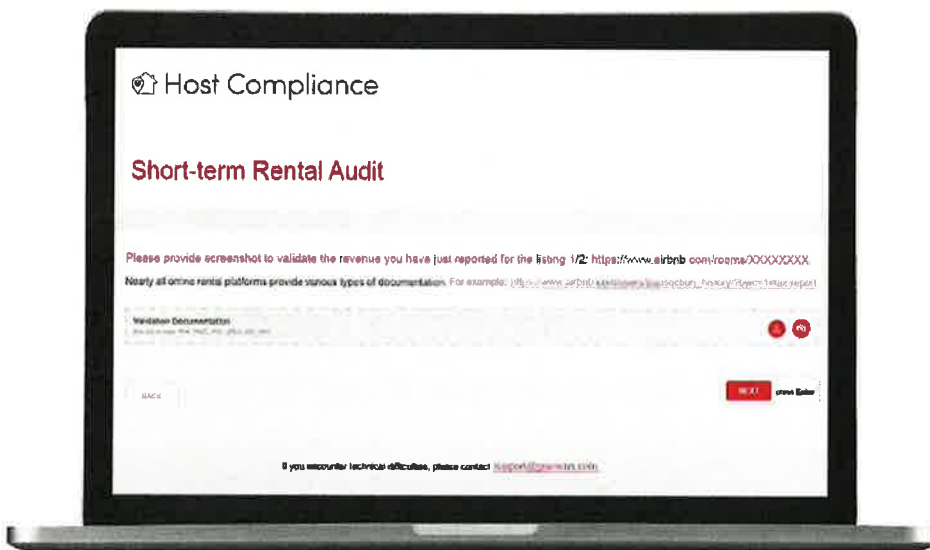 Host Compliance
Short-term Rental Audit
Please provide screenshot to validate the revenue you have just reported for the listing 1/2: https://www.airbnb.com/rooms/XXXXXXXX
Nearly all online rental platforms provide various types of documentation. For example:
Validation Documentation
BACK
NEXT press Enter
If you encounter technical difficulties, please contact